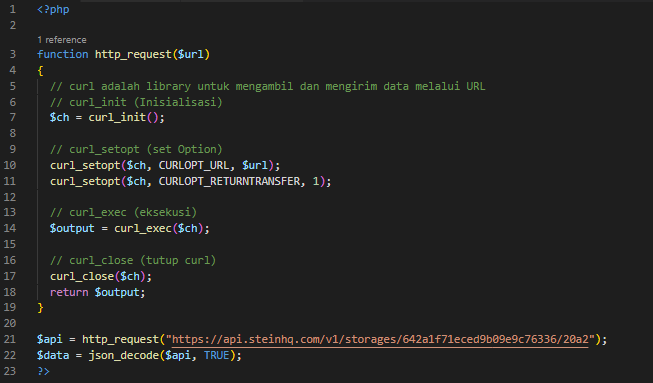 1 <?php
2
1 reference
3 function http_request($url)
4 {
5 // curl adalah library untuk mengambil dan mengirim data melalui URL
6 // curl_init (Inisialisasi)
7 $ch = curl_init();
8
9 // curl_setopt (set Option)
10 curl_setopt($ch, CURLOPT_URL, $url);
11 curl_setopt($ch, CURLOPT_RETURNTRANSFER, 1);
12
13 // curl_exec (eksekusi)
14 $output = curl_exec($ch);
15
16 // curl_close (tutup curl)
17 curl_close($ch);
18 return $output;
19 }
20
21 $api = http_request("https://api.steinhq.com/v1/storages/642a1f71eced9b09e9c76336/20a2");
22 $data = json_decode($api, TRUE);
23 ?>